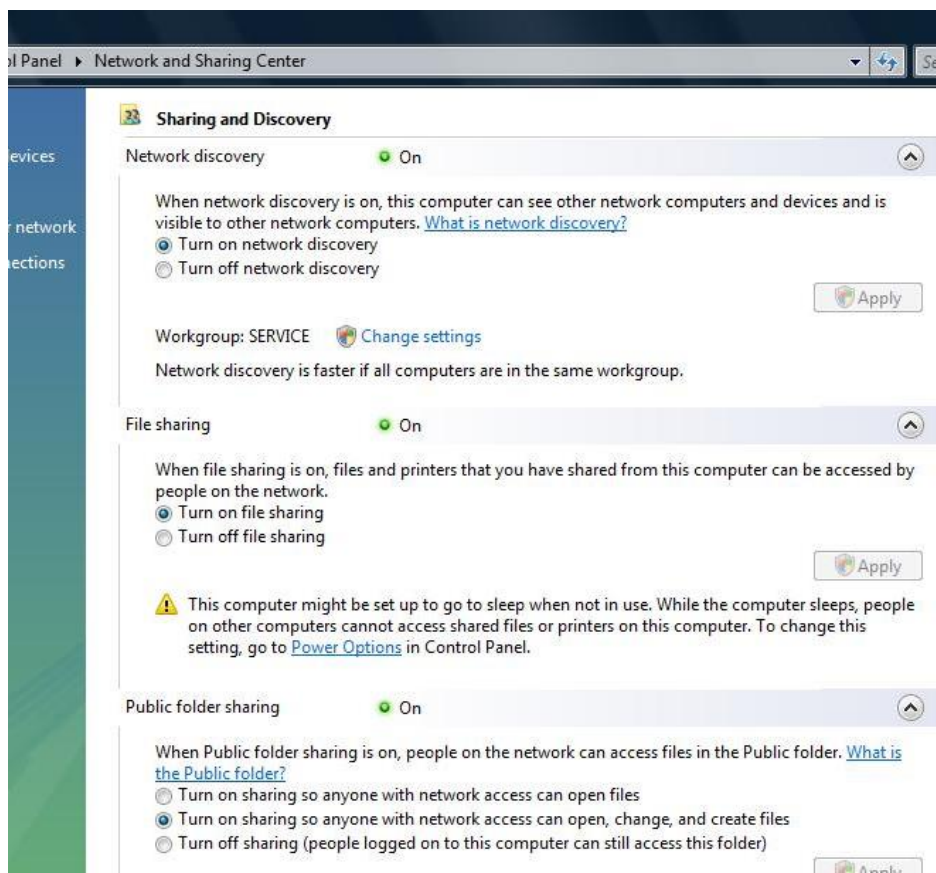 ol Panel ▸ Network and Sharing Center
Se
Sharing and Discovery
evices
Network discovery On
When network discovery is on, this computer can see other network computers and devices and is
r network
visible to other network computers. What is network discovery?
Turn on network discovery
nections
Turn off network discovery
Apply
Workgroup: SERVICE Change settings
Network discovery is faster if all computers are in the same workgroup.
File sharing On
When file sharing is on, files and printers that you have shared from this computer can be accessed by
people on the network.
Turn on file sharing
Turn off file sharing
Apply
This computer might be set up to go to sleep when not in use. While the computer sleeps, people
on other computers cannot access shared files or printers on this computer. To change this
setting, go to Power Options in Control Panel.
Public folder sharing On
When Public folder sharing is on, people on the network can access files in the Public folder. What is
the Public folder?
Turn on sharing so anyone with network access can open files
Turn on sharing so anyone with network access can open, change, and create files
Turn off sharing (people logged on to this computer can still access this folder)
Apply